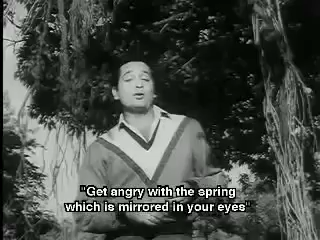 "Get angry with the spring
which is mirrored in your eyes"